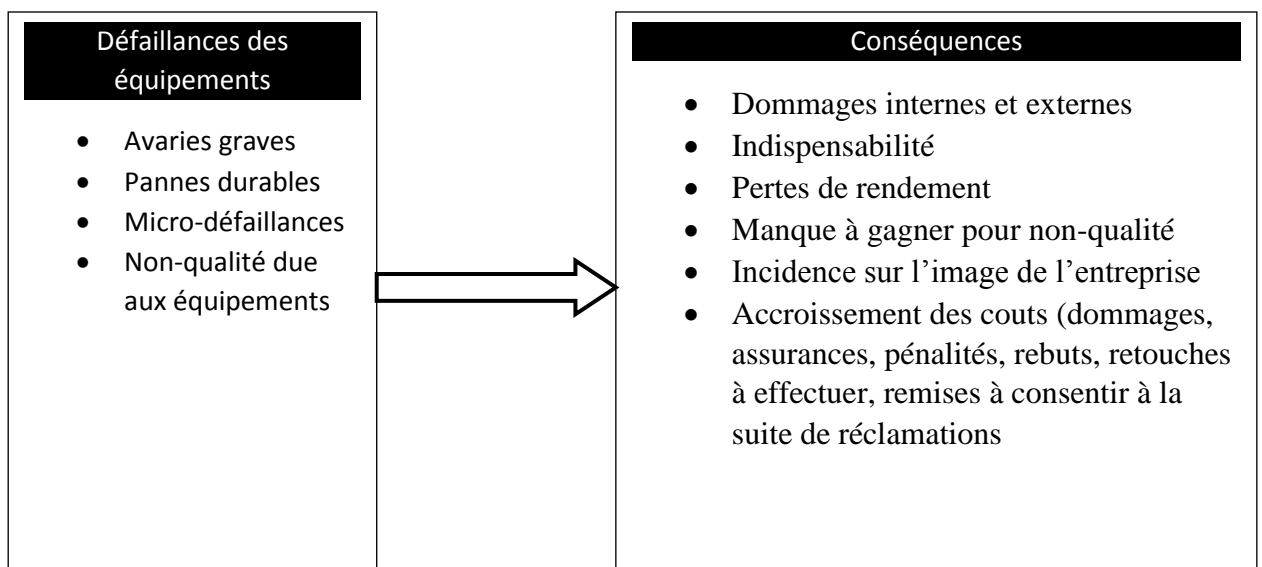 Défaillances des
équipements
• Avaries graves
• Pannes durables
• Micro-défaillances
• Non-qualité due
aux équipements
Conséquences
• Dommages internes et externes
• Indispensabilité
• Pertes de rendement
• Manque à gagner pour non-qualité
• Incidence sur l’image de l’entreprise
• Accroissement des couts (dommages,
assurances, pénalités, rebuts, retouches
à effectuer, remises à consentir à la
suite de réclamations